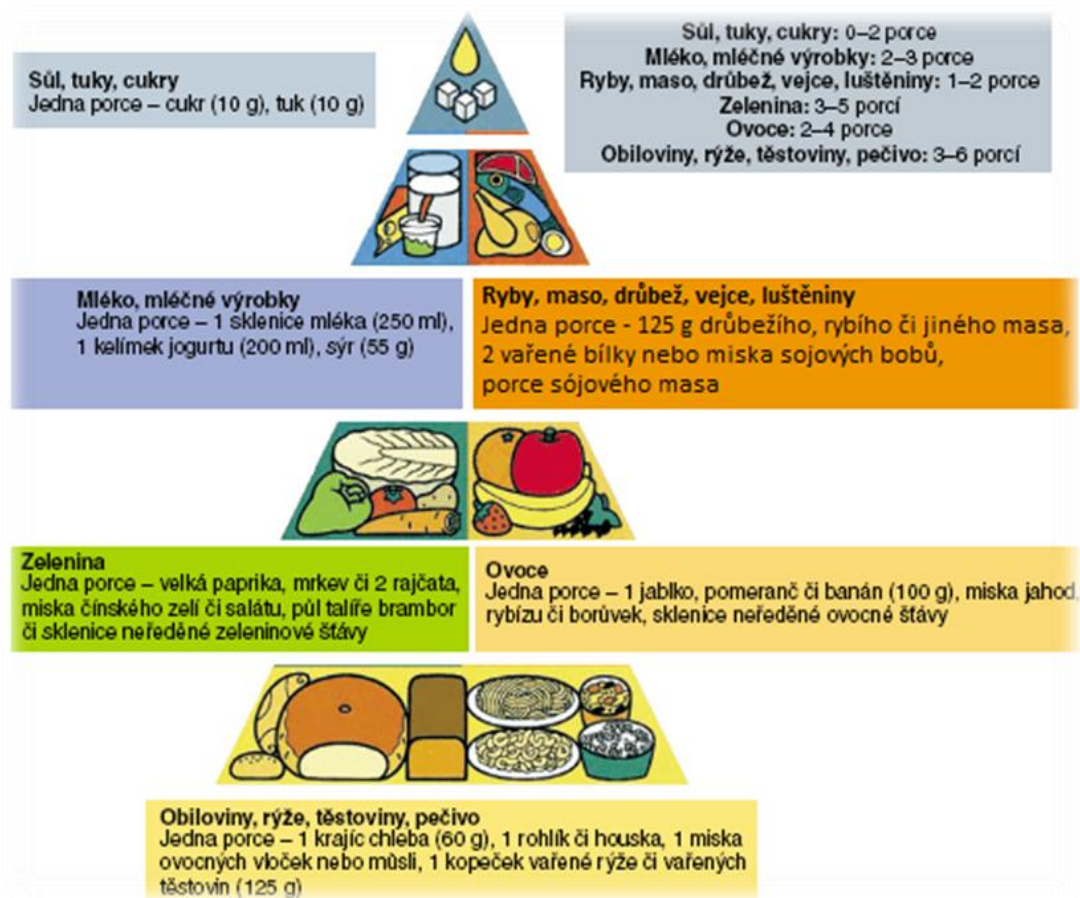 Sůl, tuky, cukry
Jedna porce – cukr (10 g), tuk (10 g)
Sůl, tuky, cukry: 0–2 porce
Mléko, mléčné výrobky: 2–3 porce
Ryby, maso, drůbež, vejce, luštěniny: 1–2 porce
Zelenina: 3–5 porcí
Ovoce: 2–4 porce
Obiloviny, rýže, těstoviny, pečivo: 3–6 porcí
Mléko, mléčné výrobky
Jedna porce – 1 sklenice mléka (250 ml),
1 kelímek jogurtu (200 ml), sýr (55 g)
Ryby, maso, drůbež, vejce, luštěniny
Jedna porce - 125 g drůbežího, rybího či jiného masa,
2 vařené bílky nebo miska sojových bobů,
porce sójového masa
Zelenina
Jedna porce – velká paprika, mrkev či 2 rajčata,
miska čínského zelí či salátu, půl talíře brambor
či sklenice neředěné zeleninové šťávy
Ovoce
Jedna porce – 1 jablko, pomeranč či banán (100 g), miska jahod,
rybízu či borůvek, sklenice neředěné ovocné šťávy
Obiloviny, rýže, těstoviny, pečivo
Jedna porce – 1 krajíc chleba (60 g), 1 rohlík či houska, 1 miska
ovocných vloček nebo műsli, 1 kopeček vařené rýže či vařených
těstovin (125 g)